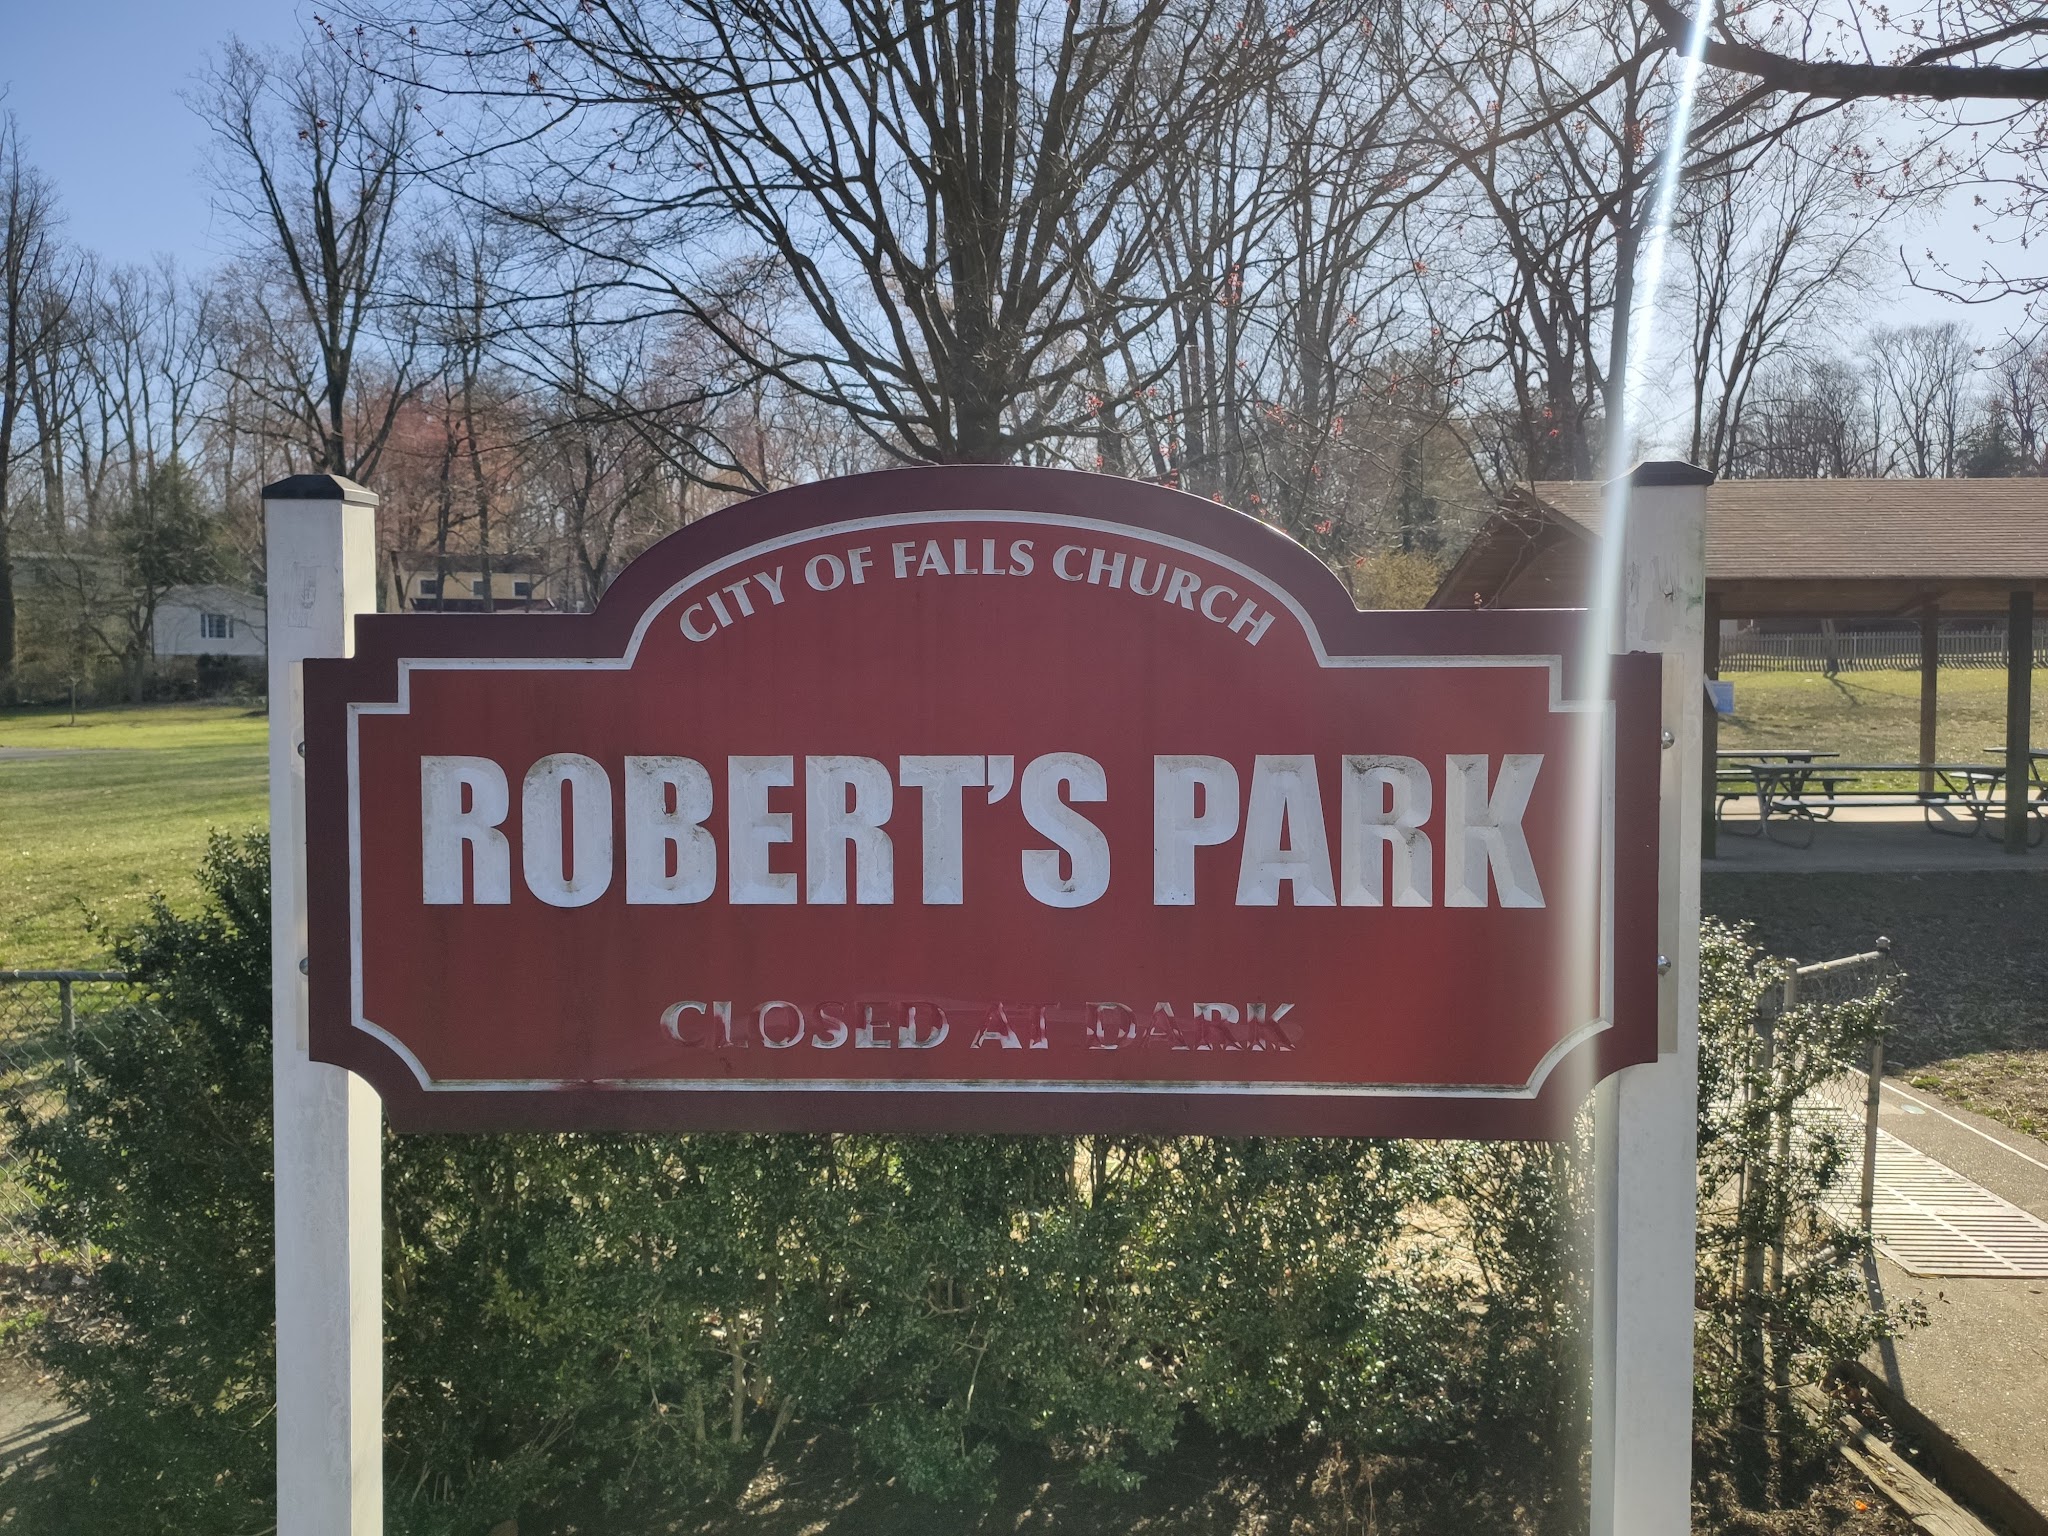 CITY OF FALLS CHURCH
ROBERT'S PARK
CLOSED AT DARK